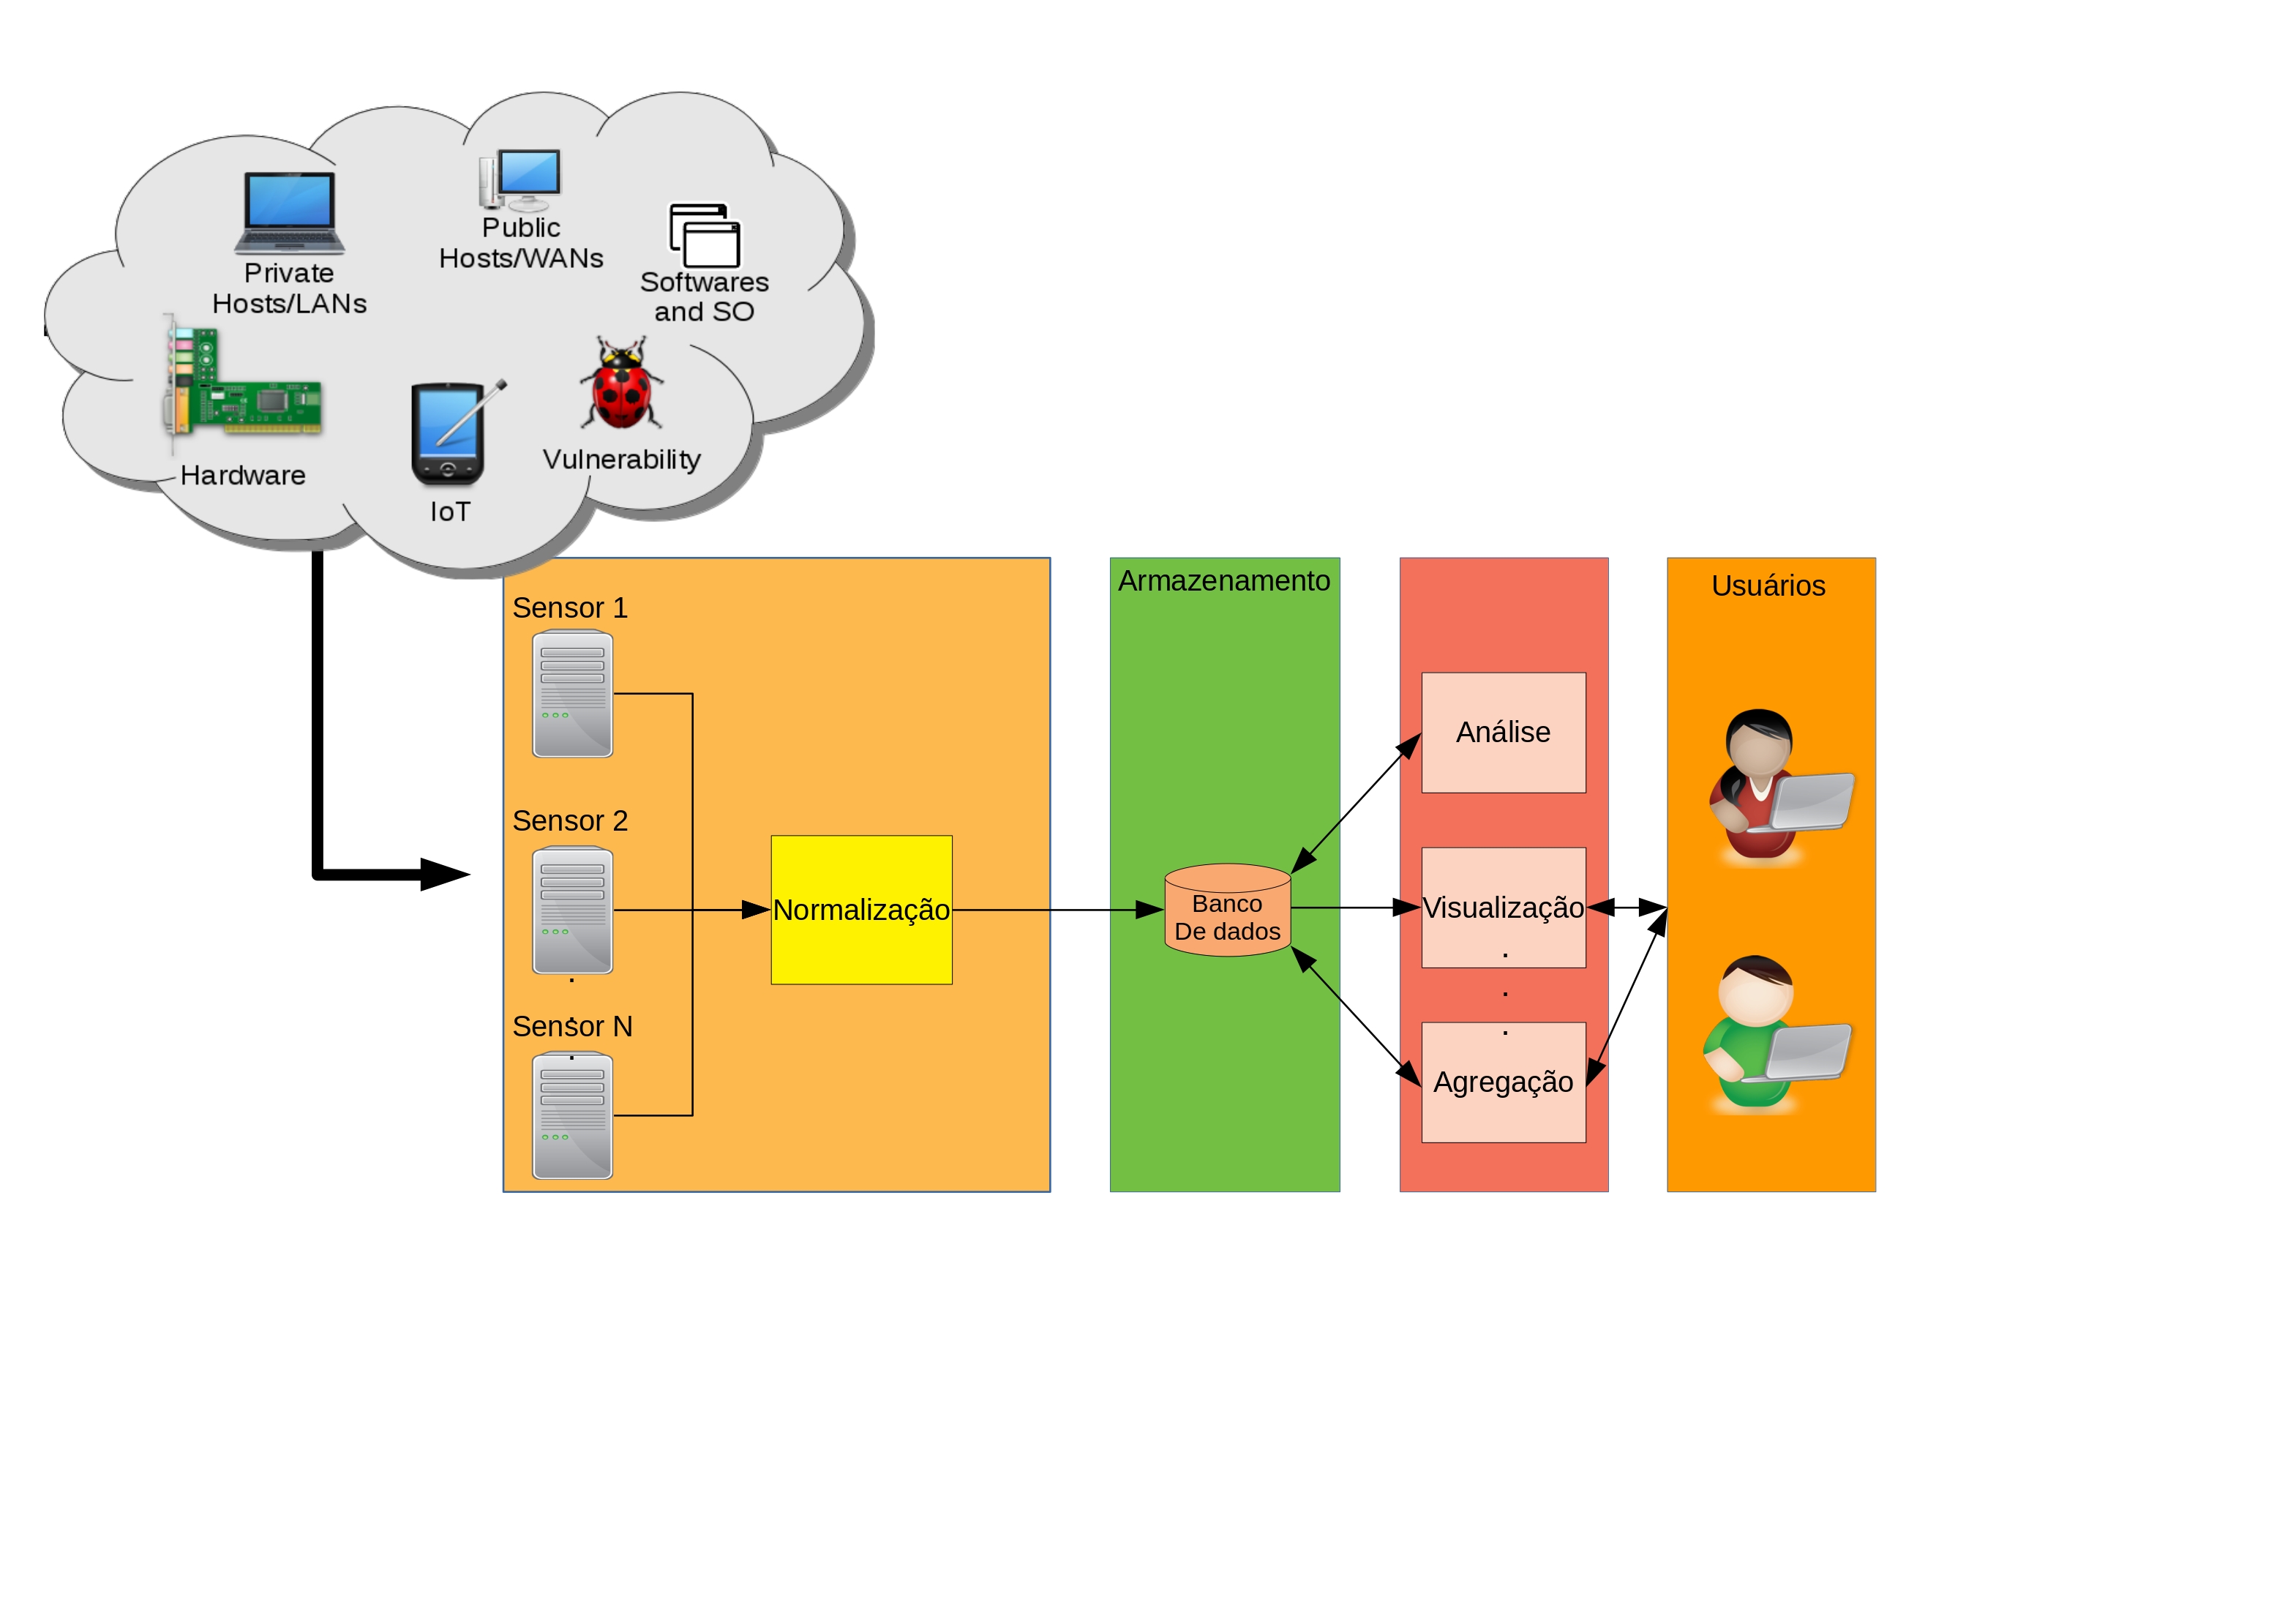 Public
Hosts/WANs
Private
Hosts/LANs
Softwares
and SO
Hardware
IoT
Vulnerability
Sensor 1
Sensor 2
.
.
Sensor N
.
Normalização
Armazenamento
Banco
De dados
Análise
Visualização
.
.
.
Agregação
Usuários